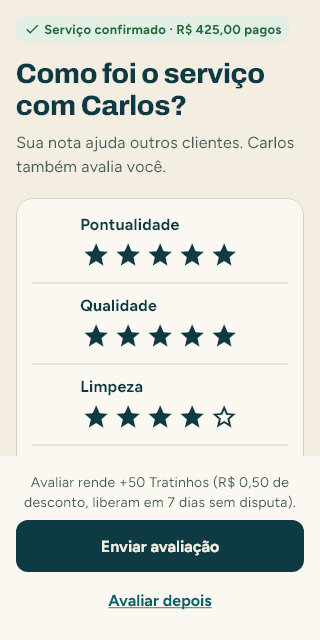 Serviço confirmado · R$ 425,00 pagos
Como foi o serviço
com Carlos?
Sua nota ajuda outros clientes. Carlos
também avalia você.
Pontualidade
Qualidade
Limpeza
Avaliar rende +50 Tratinhos (R$ 0,50 de
desconto, liberam em 7 dias sem disputa).
Enviar avaliação
Avaliar depois